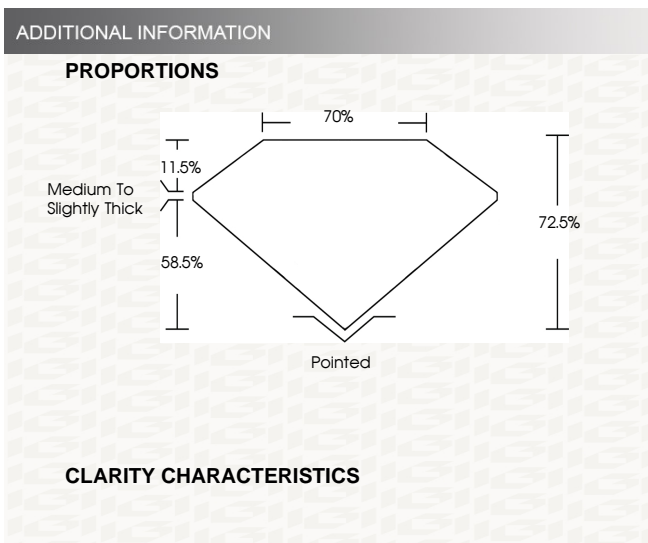 ADDITIONAL INFORMATION
PROPORTIONS
70%
11.5%
Medium To
Slightly Thick
72.5%
58.5%
Pointed
CLARITY CHARACTERISTICS